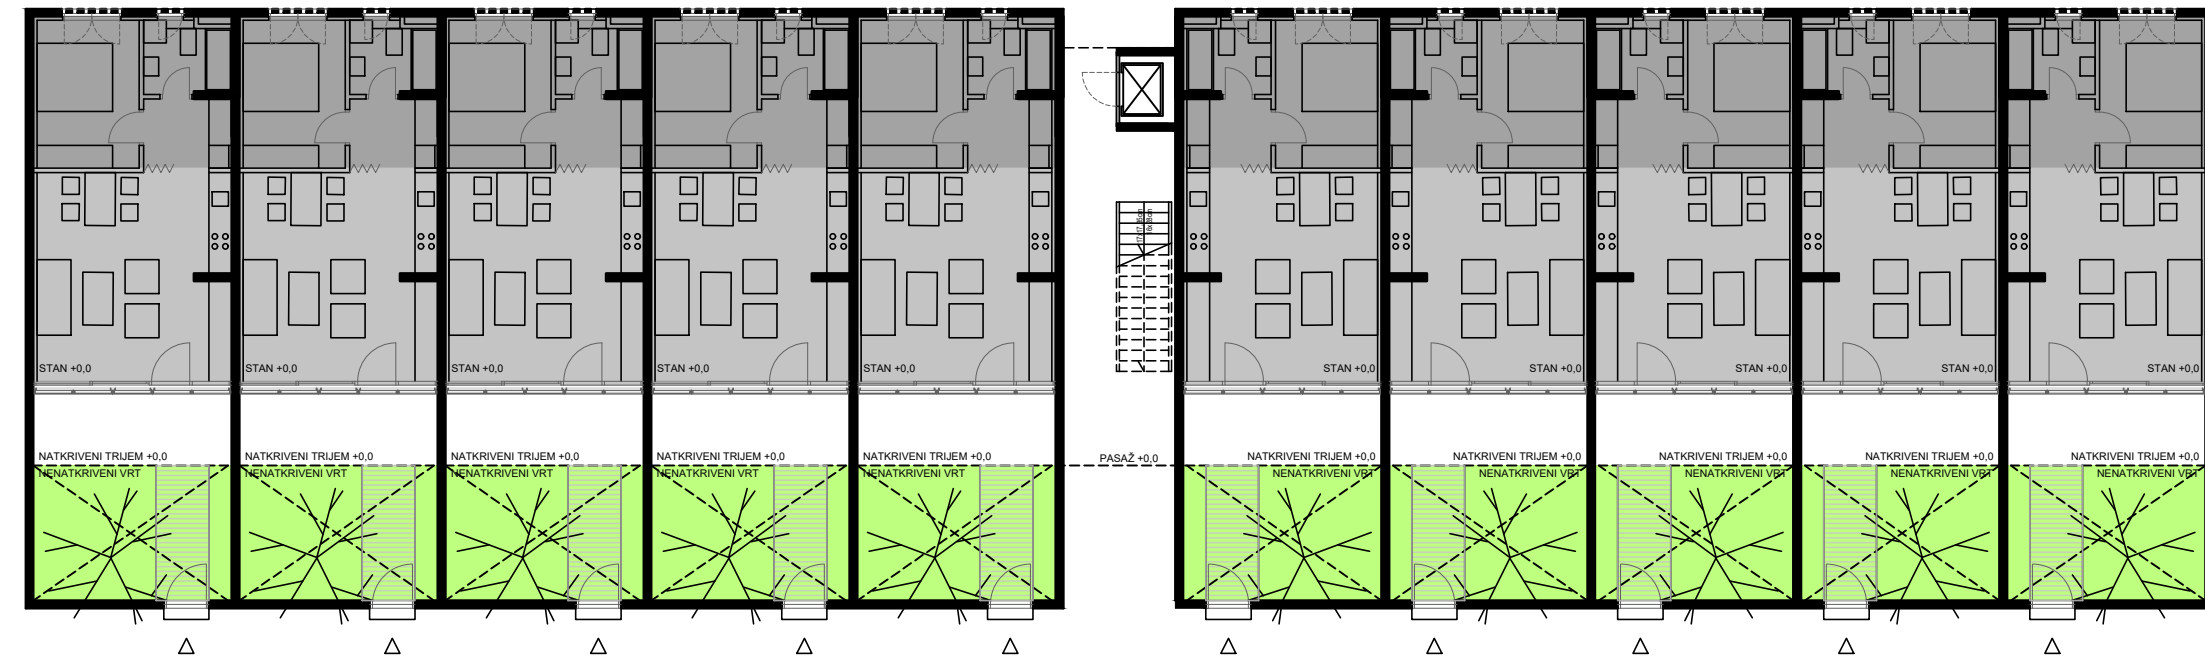 17x17,35cm
16x28cm
STAN +0,0
STAN +0,0
STAN +0,0
STAN +0,0
STAN +0,0
STAN +0,0
STAN +0,0
STAN +0,0
STAN +0,0
STAN +0,0
NATKRIVENI TRIJEM +0,0
NATKRIVENI TRIJEM +0,0
NATKRIVENI TRIJEM +0,0
NATKRIVENI TRIJEM +0,0
NATKRIVENI TRIJEM +0,0
PASAŽ +0,0
NATKRIVENI TRIJEM +0,0
NATKRIVENI TRIJEM +0,0
NATKRIVENI TRIJEM +0,0
NATKRIVENI TRIJEM +0,0
NATKRIVENI TRIJEM +0,0
NENATKRIVENI VRT
NENATKRIVENI VRT
NENATKRIVENI VRT
NENATKRIVENI VRT
NENATKRIVENI VRT
NENATKRIVENI VRT
NENATKRIVENI VRT
NENATKRIVENI VRT
NENATKRIVENI VRT
NENATKRIVENI VRT